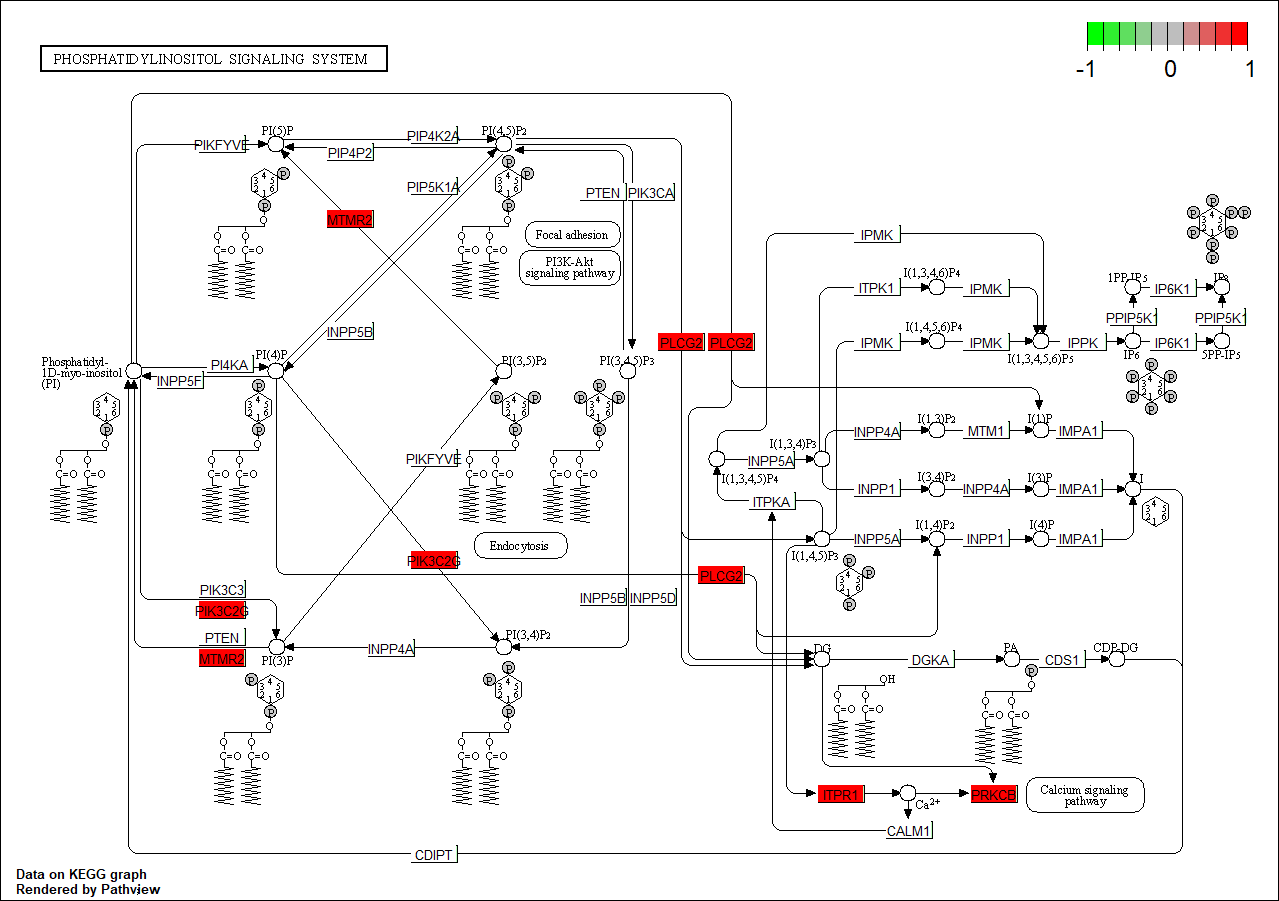 PHOSPHATIDYLINOSITOL SIGNALING SYSTEM
-1 0 1
PI(5)P
PIKFYVE
PIP4K2A
PIP4P2
PI(4,5)P2
PIP5K1A
PTEN
PIK3CA
MTMR2
Focal adhesion
PI3K-Akt
signaling pathway
INPP5B
Phosphatidyl-
1D-myo-inositol
(PI)
PI4KA
INPP5F
PI(4)P
PI(3,5)P2
PI(3,4,5)P3
PLCG2
PLCG2
IPMK
ITPK1
I(1,3,4,6)P4
IPMK
IPMK
I(1,4,5,6)P4
IPMK
I(1,3,4,5,6)P5
IPPK
1PP-IP5
IP6K1
IP8
PPIP5K1
PPIP5K1
IP6
IP6K1
5PP-IP5
I(1,3,4)P3
INPP5A
I(1,3,4,5)P4
ITPKA
INPP4A
I(1,3)P2
MTM1
I(1)P
IMPA1
INPP1
I(3,4)P2
INPP4A
I(3)P
IMPA1
I
I(1,4,5)P3
INPP5A
I(1,4)P2
INPP1
I(4)P
IMPA1
PIKFYVE
Endocytosis
PIK3C2G
PLCG2
PIK3C3
PIK3C2G
PTEN
MTMR2
PI(3)P
INPP4A
PI(3,4)P2
INPP5B
INPP5D
DG
DGKA
PA
CDS1
CDP-DG
OH
ITPR1
Ca2+
PRKCB
CALM1
Calcium signaling
pathway
CDIPT
Data on KEGG graph
Rendered by Pathview